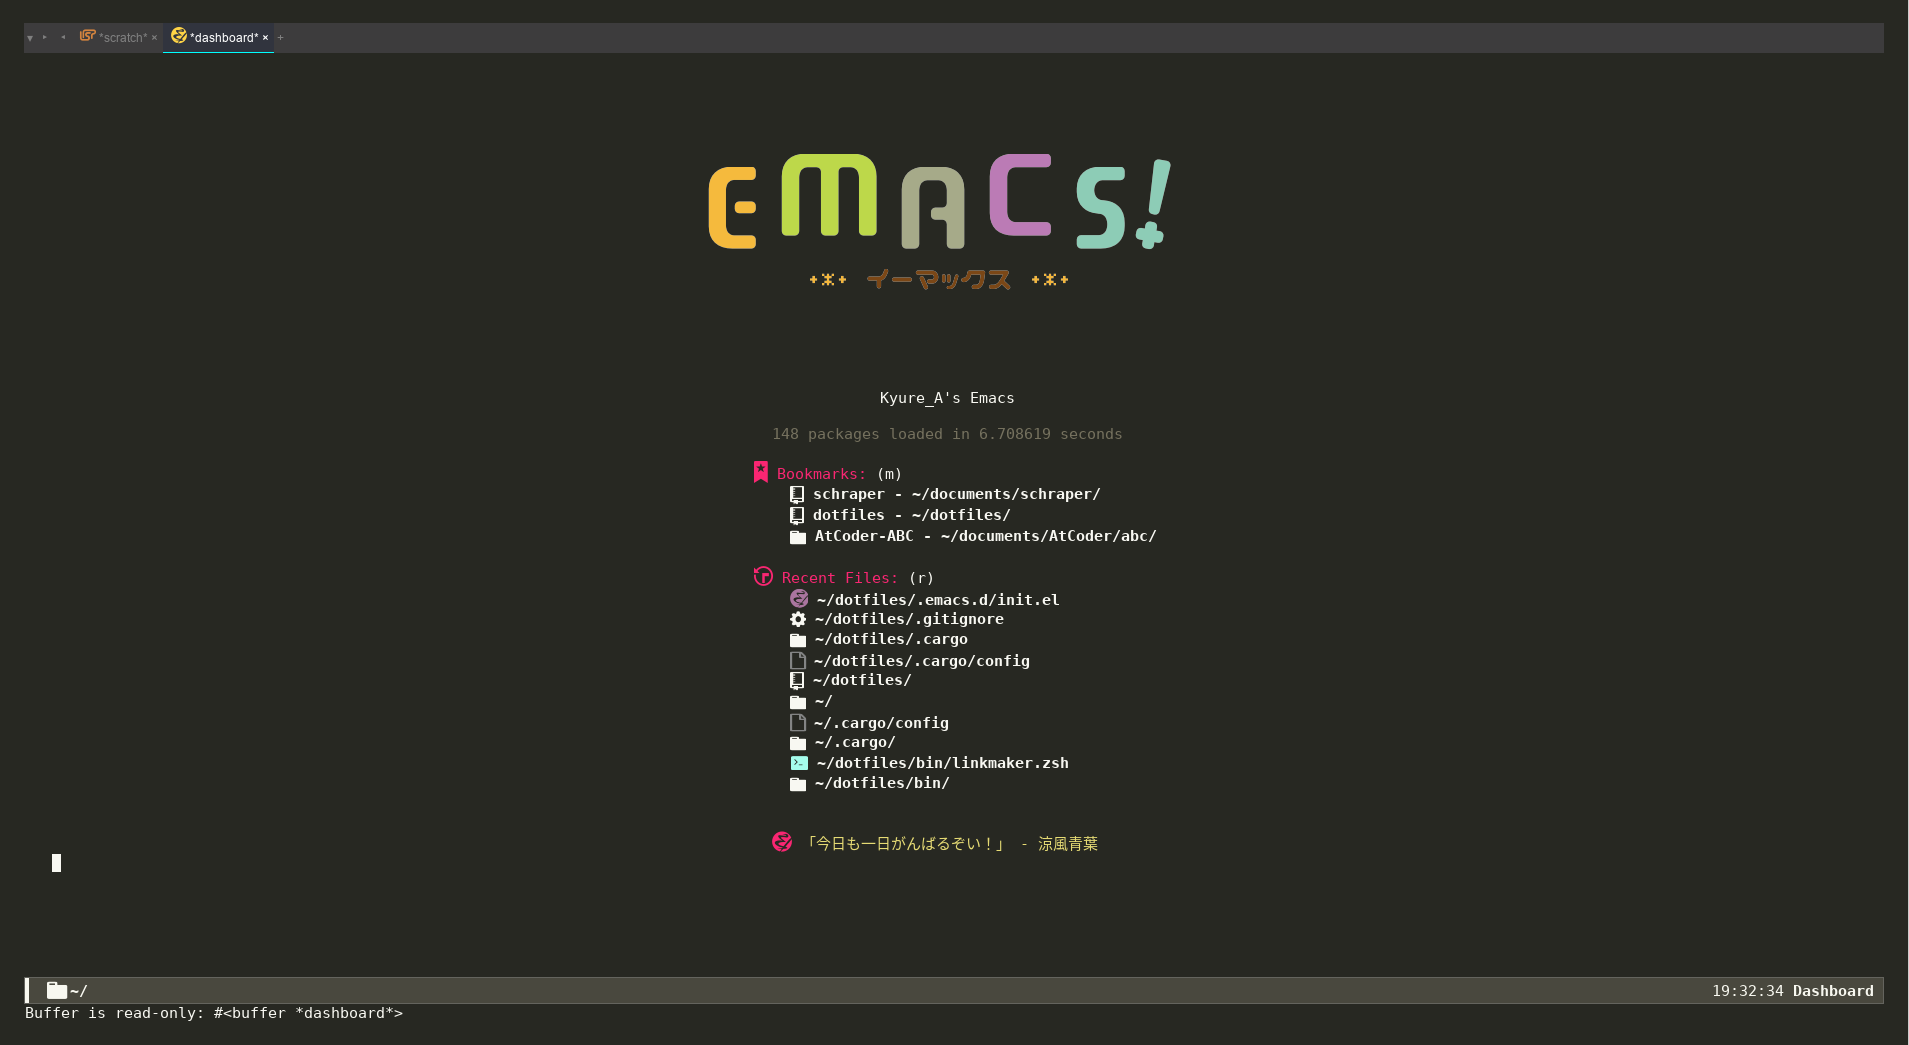 *scratch* × *dashboard* × +
EMACS!
イーマックス
Kyure_A's Emacs
148 packages loaded in 6.708619 seconds
Bookmarks: (m)
schraper - ~/documents/schraper/
dotfiles - ~/dotfiles/
AtCoder-ABC - ~/documents/AtCoder/abc/
Recent Files: (r)
~/dotfiles/.emacs.d/init.el
~/dotfiles/.gitignore
~/dotfiles/.cargo
~/dotfiles/.cargo/config
~/dotfiles/
~/
~/.cargo/config
~/.cargo/
~/dotfiles/bin/linkmaker.zsh
~/dotfiles/bin/
「今日も一日がんばるぞい！」 - 涼風青葉
~/ 19:32:34 Dashboard
Buffer is read-only: #<buffer *dashboard*>